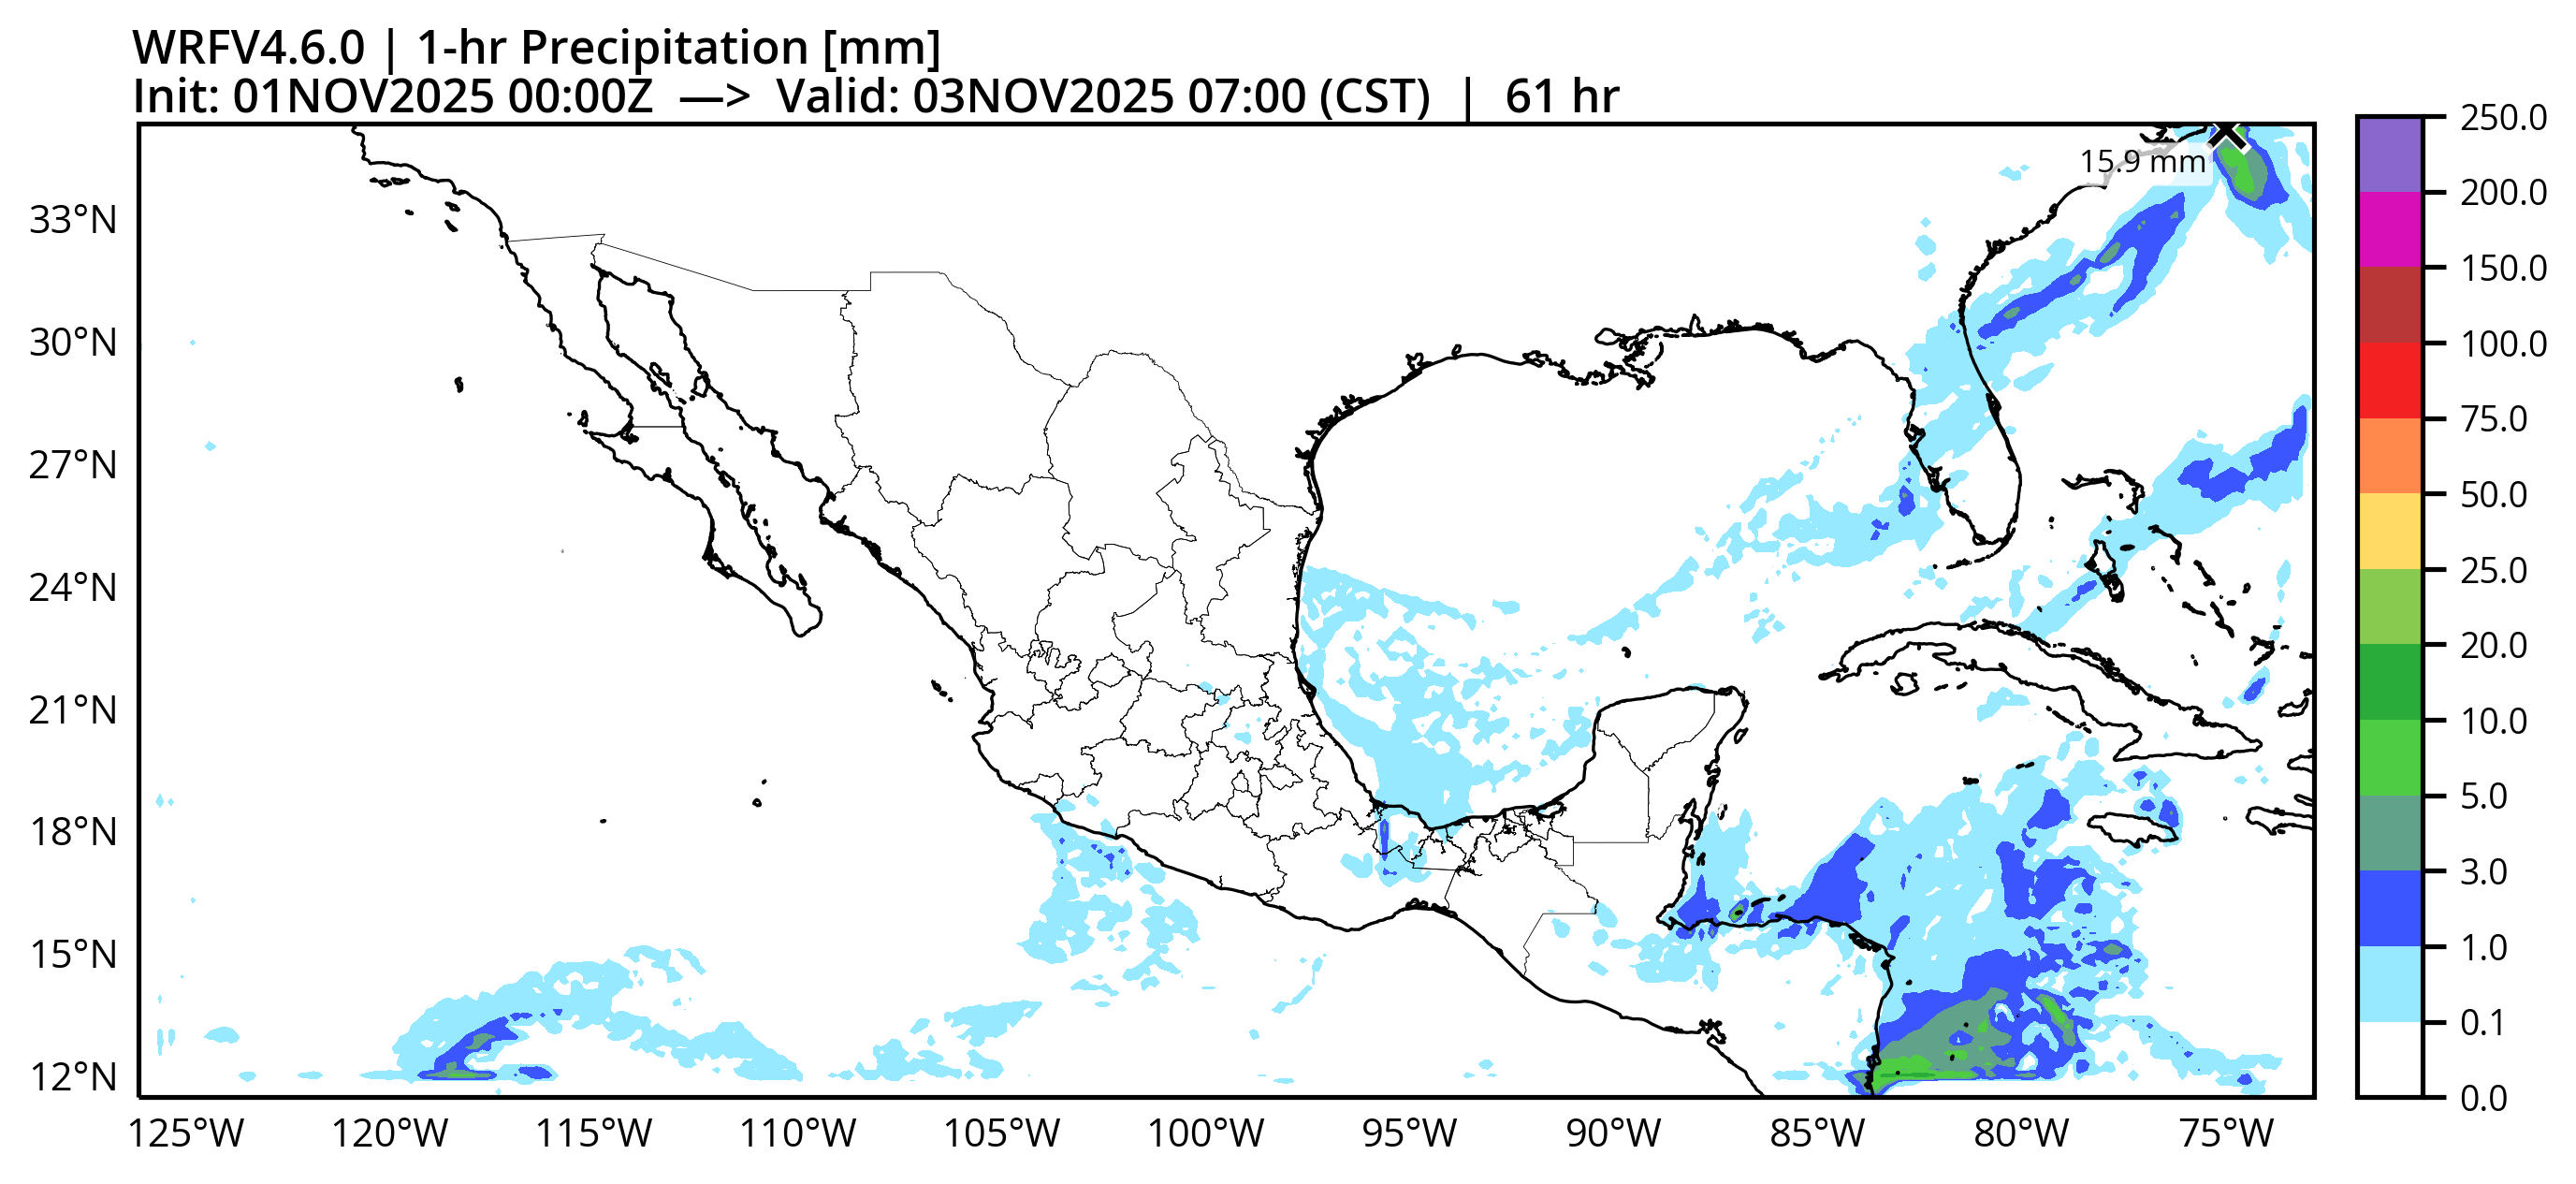 WRFV4.6.0 | 1-hr Precipitation [mm]
Init: 01NOV2025 00:00Z —> Valid: 03NOV2025 07:00 (CST) | 61 hr
15.9 mm
33°N
30°N
27°N
24°N
21°N
18°N
15°N
12°N
125°W 120°W 115°W 110°W 105°W 100°W 95°W 90°W 85°W 80°W 75°W
250.0
200.0
150.0
100.0
75.0
50.0
25.0
20.0
10.0
5.0
3.0
1.0
0.1
0.0